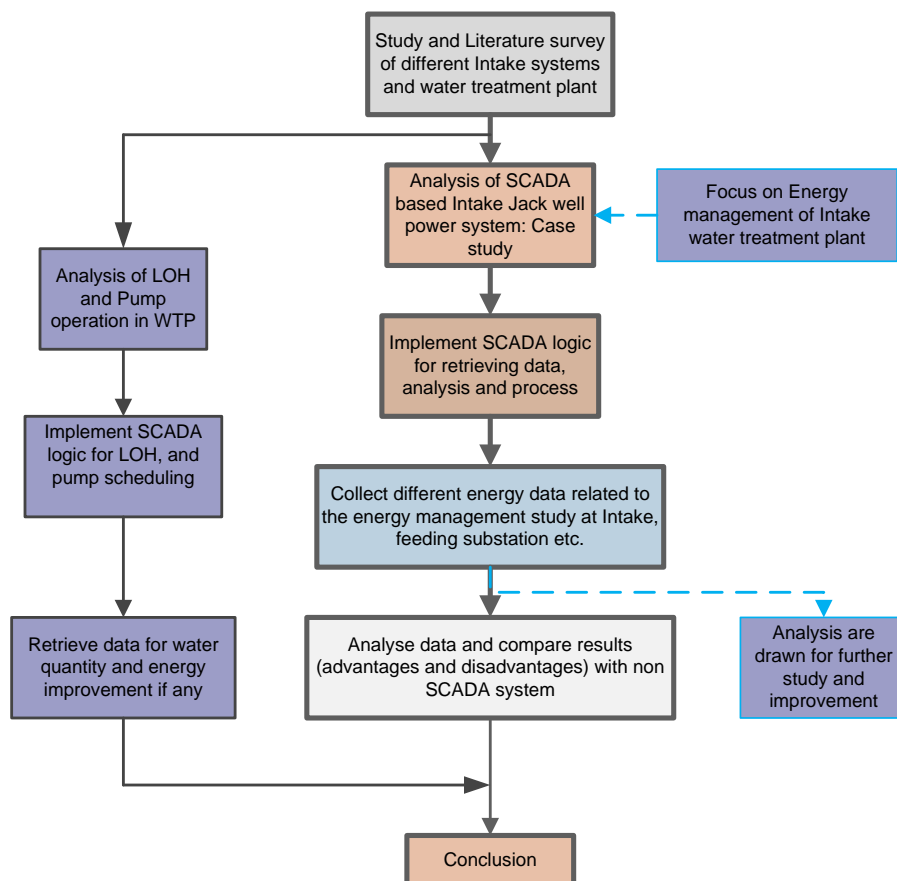 Study and Literature survey
of different Intake systems
and water treatment plant
Analysis of SCADA
based Intake Jack well
power system: Case
study
Focus on Energy
management of Intake
water treatment plant
Analysis of LOH
and Pump
operation in WTP
Implement SCADA logic
for retrieving data,
analysis and process
Implement SCADA
logic for LOH, and
pump scheduling
Collect different energy data related to
the energy management study at Intake,
feeding substation etc.
Retrieve data for water
quantity and energy
improvement if any
Analyse data and compare results
(advantages and disadvantages) with non
SCADA system
Analysis are
drawn for further
study and
improvement
Conclusion